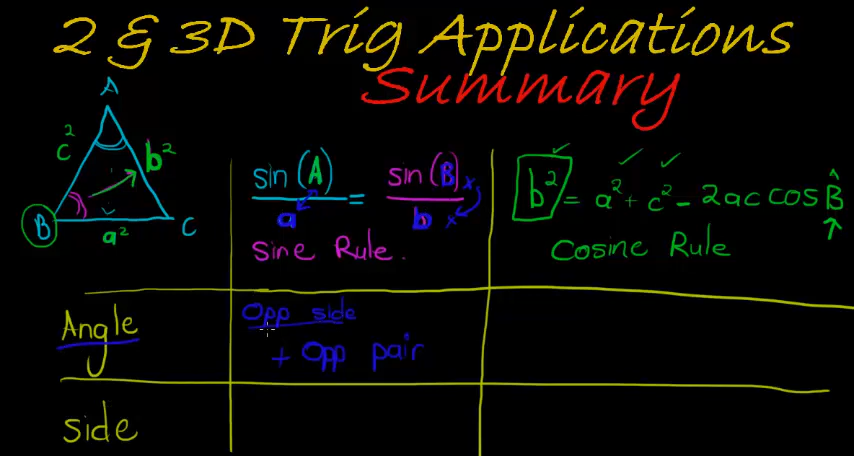 2 & 3D Trig Applications
Summary
A
c²
b²
B
C
a²
sin(A) = sin(B)
a b
Sine Rule.
b² = a² + c² - 2ac cos B̂
Cosine Rule
Angle
Opp side
+ Opp pair
side